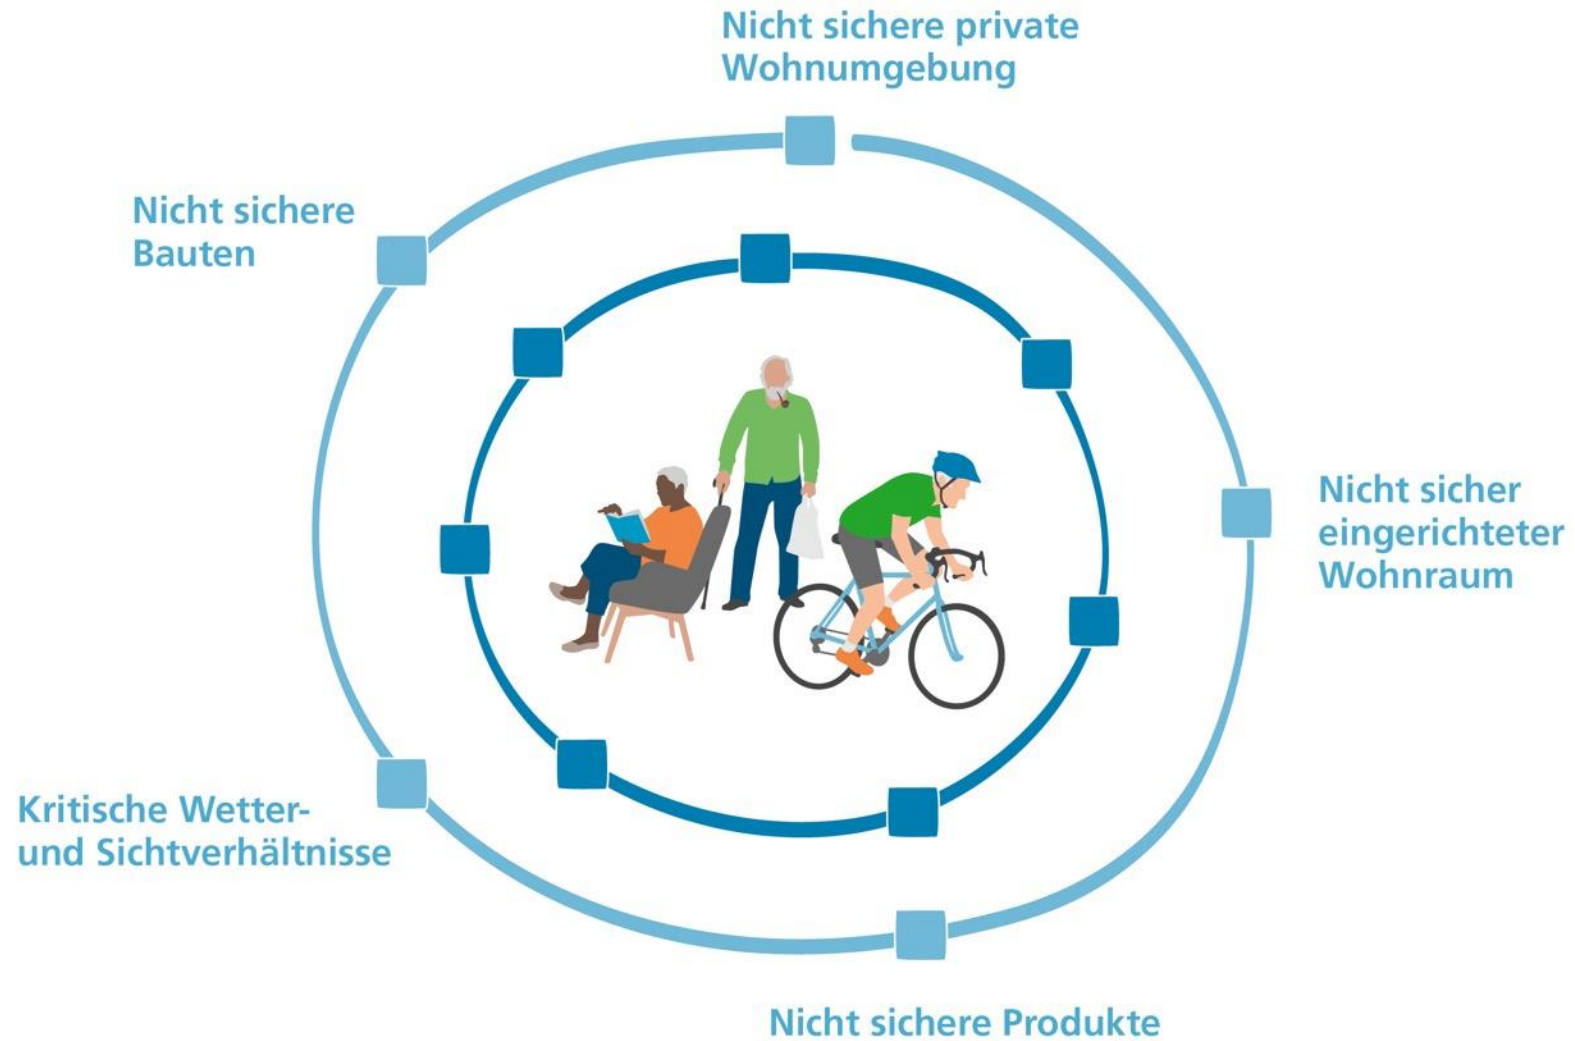 Nicht sichere private
Wohnumgebung
Nicht sichere
Bauten
Nicht sicher
eingerichteter
Wohnraum
Kritische Wetter-
und Sichtverhältnisse
Nicht sichere Produkte